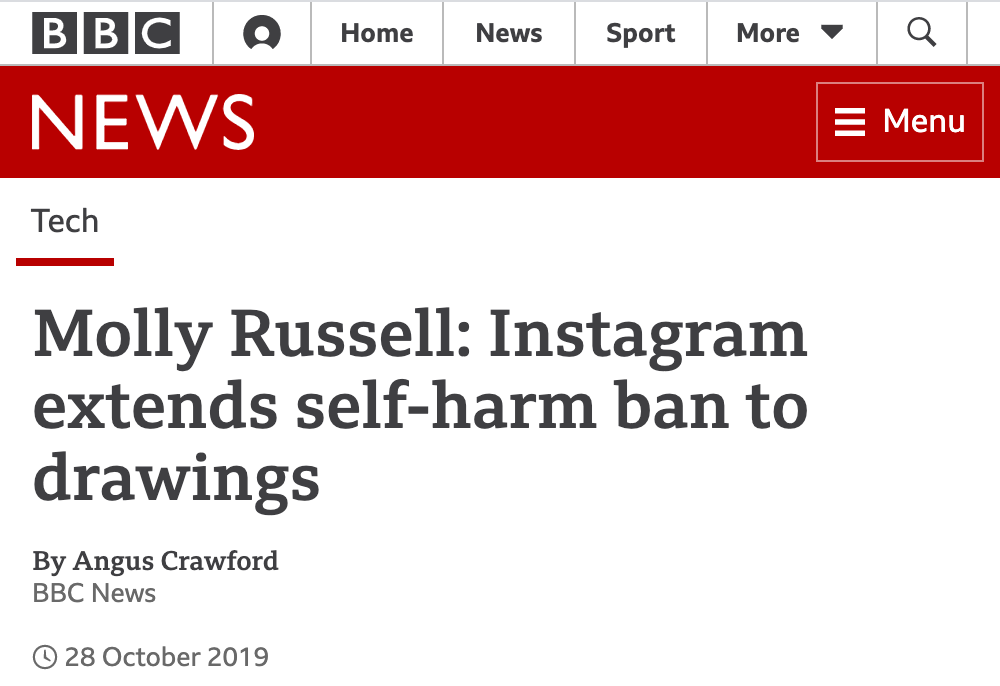 BBC Home News Sport More
NEWS Menu
Tech
Molly Russell: Instagram
extends self-harm ban to
drawings
By Angus Crawford
BBC News
28 October 2019